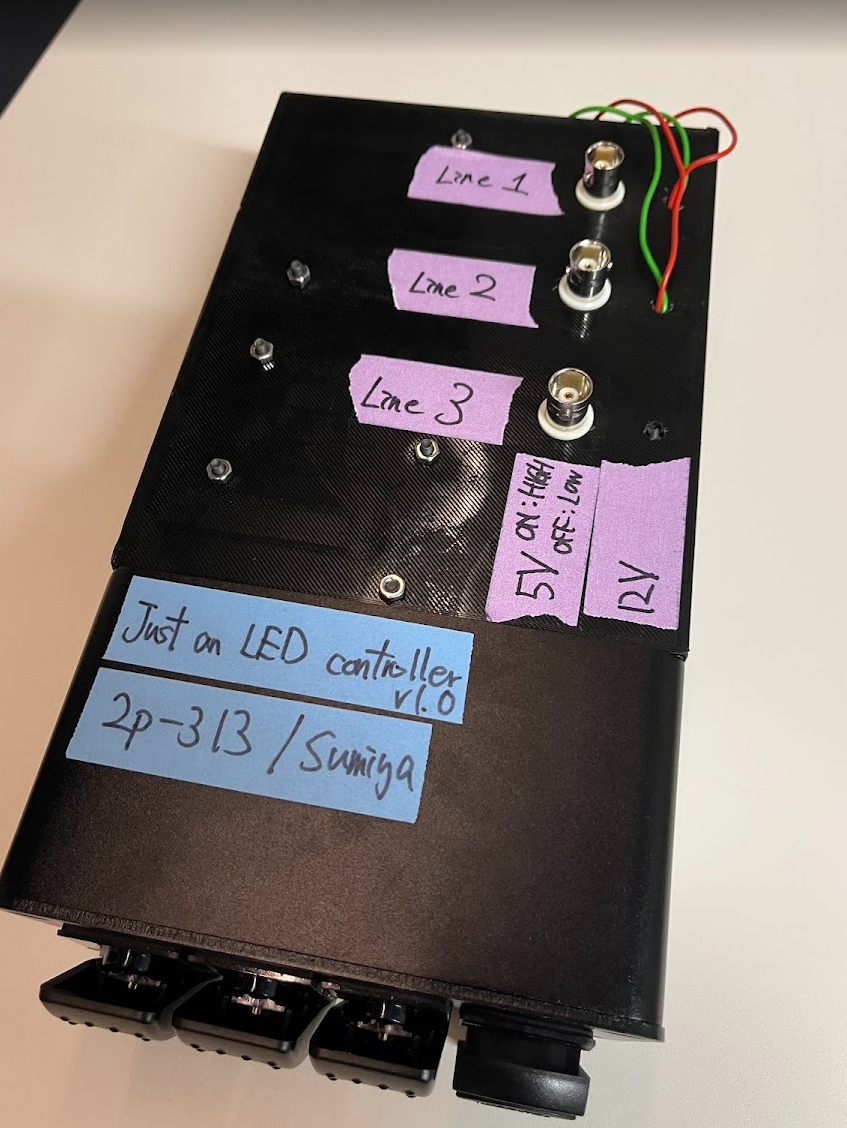 Line 1
Line 2
Line 3
5V ON:HIGH
OFF:LOW
12V
Just an LED controller
v1.0
2p-313 / Sumiya